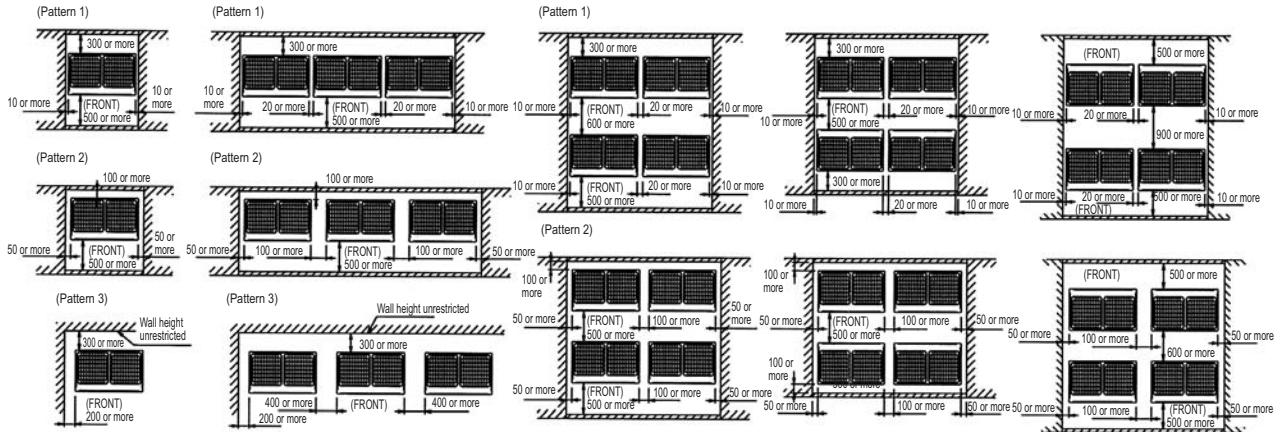 (Pattern 1)
300 or more
10 or more
(FRONT)
500 or more
10 or
more
(Pattern 2)
100 or more
50 or more
(FRONT)
500 or more
50 or
more
(Pattern 3)
Wall height
unrestricted
300 or more
(FRONT)
200 or more
(Pattern 1)
300 or more
10 or
more
20 or more
(FRONT)
500 or more
20 or more
10 or more
(Pattern 2)
100 or more
50 or more
100 or more
(FRONT)
500 or more
100 or more
50 or more
(Pattern 3)
Wall height unrestricted
300 or more
400 or more
200 or more
(FRONT)
400 or more
(Pattern 1)
300 or more
10 or more
(FRONT)
600 or more
20 or more
10 or more
10 or more
(FRONT)
500 or more
20 or more
10 or more
300 or more
10 or more
(FRONT)
500 or more
20 or more
10 or more
300 or more
10 or more
20 or more
10 or more
(FRONT)
500 or more
10 or more
20 or more
10 or more
900 or more
10 or more
(FRONT)
20 or more
500 or more
10 or more
(Pattern 2)
100 or
more
50 or more
(FRONT)
500 or more
100 or more
50 or
more
50 or more
(FRONT)
500 or more
100 or more
50 or more
100 or
more
50 or more
(FRONT)
500 or more
100 or more
50 or more
100 or
more
50 or more
100 or more
50 or more
(FRONT)
500 or more
50 or more
100 or more
50 or more
600 or more
50 or more
100 or more
(FRONT)
500 or more
50 or more